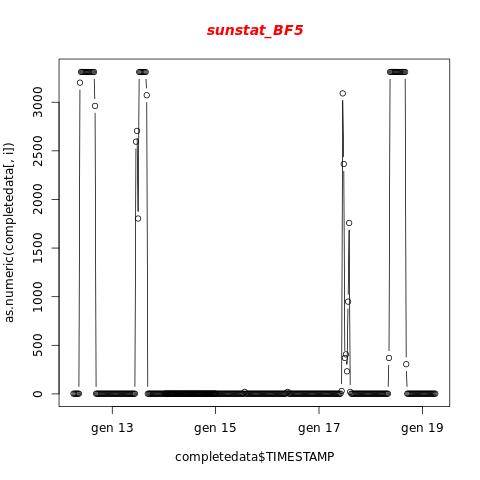 sunstat_BF5
as.numeric(completedata[, i])
3000
2500
2000
1500
1000
500
0
gen 13 gen 15 gen 17 gen 19
completedata$TIMESTAMP